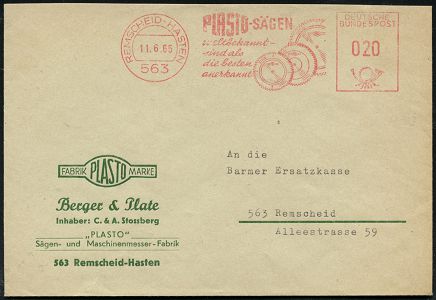 REMSCHEID-HASTEN
11.6.65
563
PLASTO-SÄGEN
weltbekannt-
sind als
die besten
anerkannt
DEUTSCHE
BUNDESPOST
020
FABRIK PLASTO MARKE
Berger & Plate
Inhaber: C. & A. Stossberg
„PLASTO"
Sägen- und Maschinenmesser-Fabrik
563 Remscheid-Hasten
An die
Barmer Ersatzkasse
563 Remscheid
Alleestrasse 59